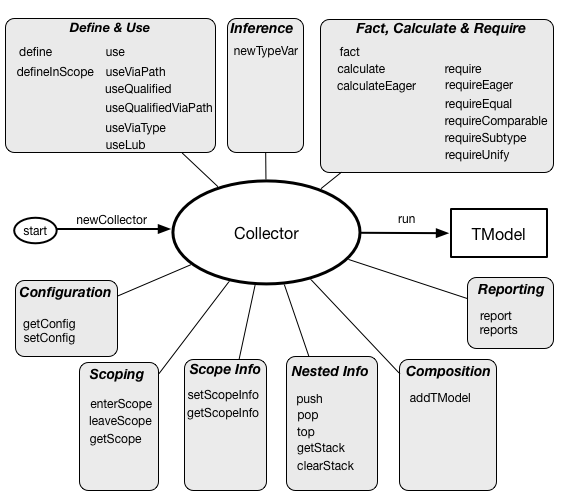 Define & Use
define
defineInScope
use
useViaPath
useQualified
useQualifiedViaPath
useViaType
useLub
Inference
newTypeVar
Fact, Calculate & Require
fact
calculate
calculateEager
require
requireEager
requireEqual
requireComparable
requireSubtype
requireUnify
start
newCollector
Collector
run
TModel
Configuration
getConfig
setConfig
Scoping
enterScope
leaveScope
getScope
Scope Info
setScopeInfo
getScopeInfo
Nested Info
push
pop
top
getStack
clearStack
Composition
addTModel
Reporting
report
reports